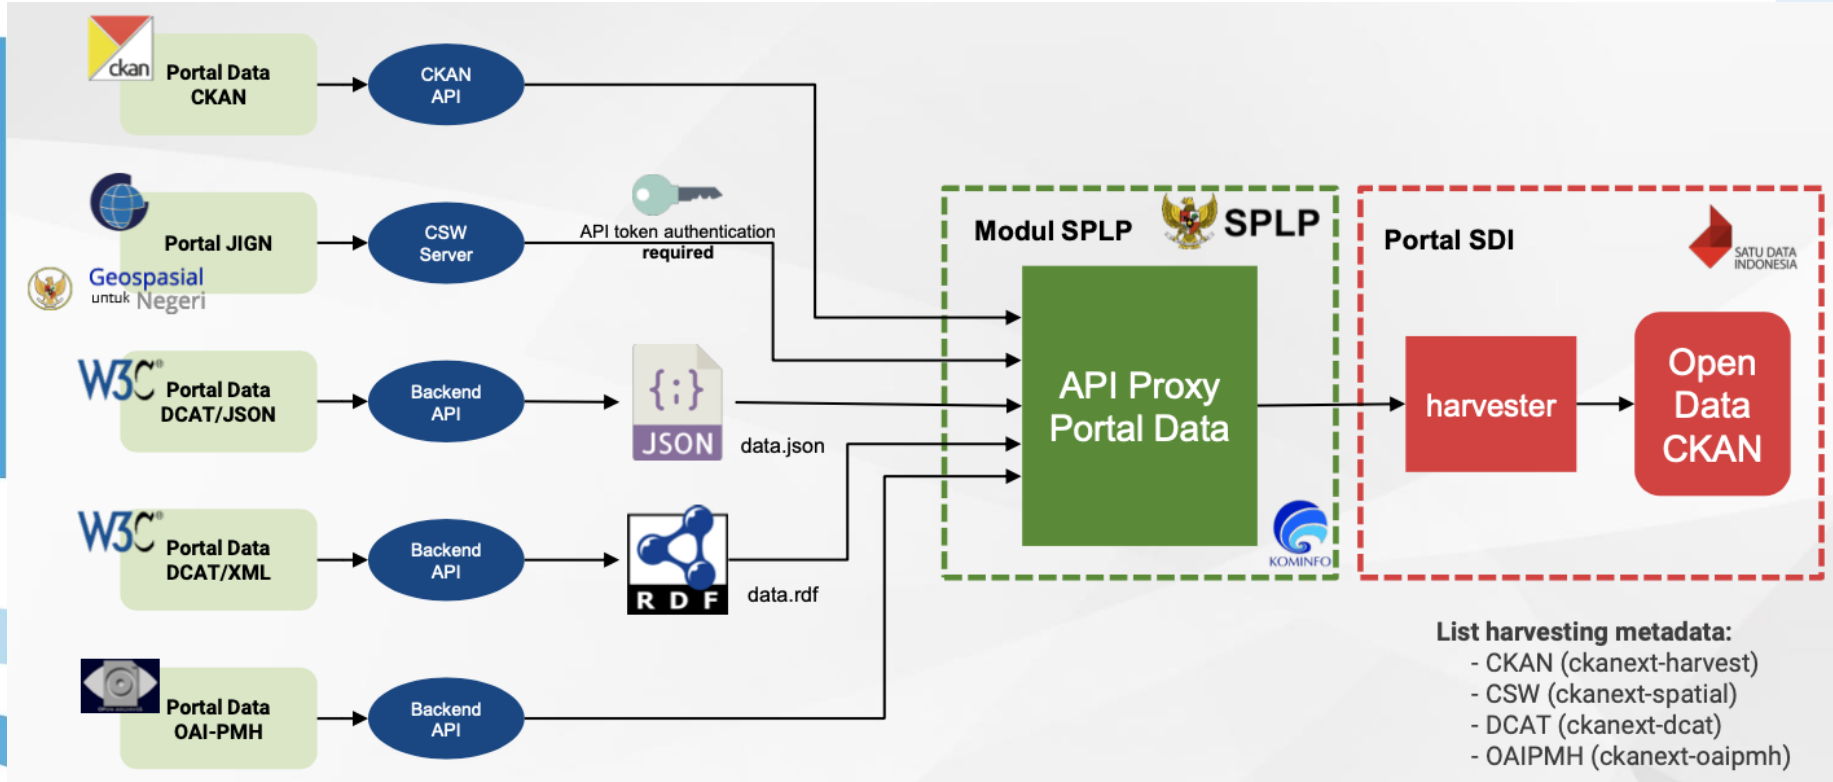 ckan
Portal Data
CKAN
CKAN
API
Portal JIGN
Geospasial
untuk Negeri
CSW
Server
API token authentication
required
W3C®
Portal Data
DCAT/JSON
Backend
API
{;}
JSON
data.json
W3C®
Portal Data
DCAT/XML
Backend
API
RDF
data.rdf
Portal Data
OAI-PMH
Backend
API
Modul SPLP
SPLP
API Proxy
Portal Data
KOMINFO
Portal SDI
SATU DATA
INDONESIA
harvester
Open
Data
CKAN
List harvesting metadata:
- CKAN (ckanext-harvest)
- CSW (ckanext-spatial)
- DCAT (ckanext-dcat)
- OAIPMH (ckanext-oaipmh)